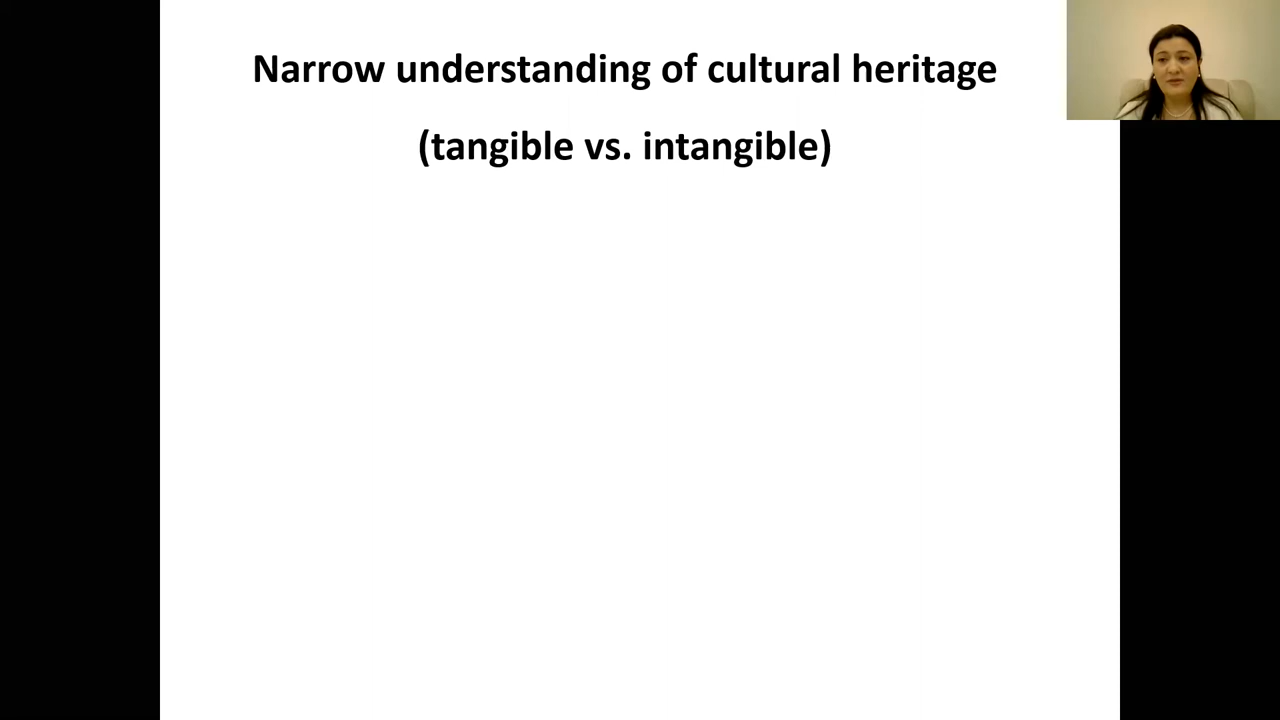 Narrow understanding of cultural heritage
(tangible vs. intangible)